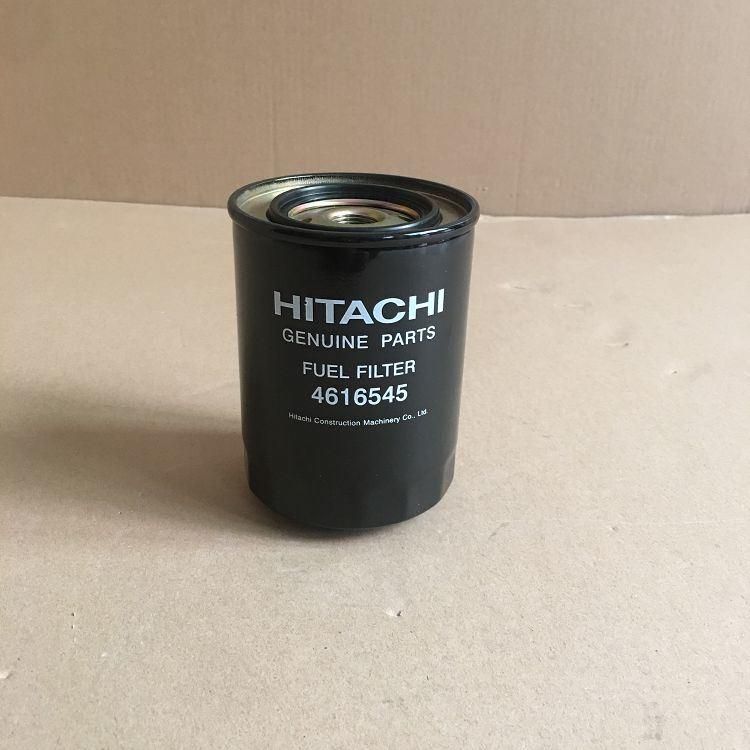 HITACHI
GENUINE PARTS
FUEL FILTER
4616545
Hitachi Construction Machinery Co., Ltd.